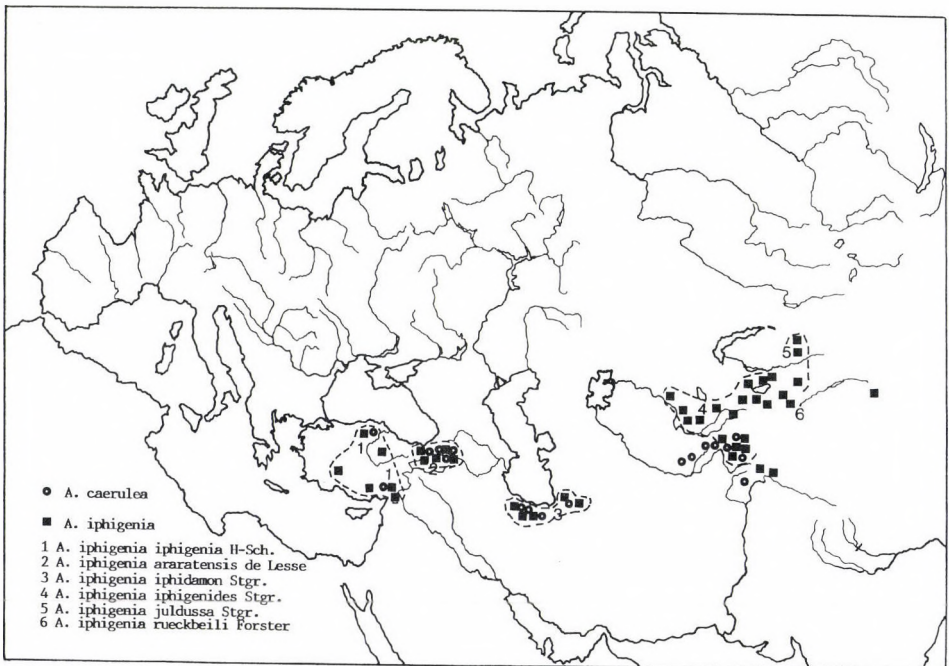 5
4
6
1
1
2
3
A. caerulea
A. iphigenia
1 A. iphigenia iphigenia H-Sch.
2 A. iphigenia araratensis de Lesse
3 A. iphigenia iphidamon Stgr.
4 A. iphigenia iphigenides Stgr.
5 A. iphigenia juldussa Stgr.
6 A. iphigenia rueckbeili Forster